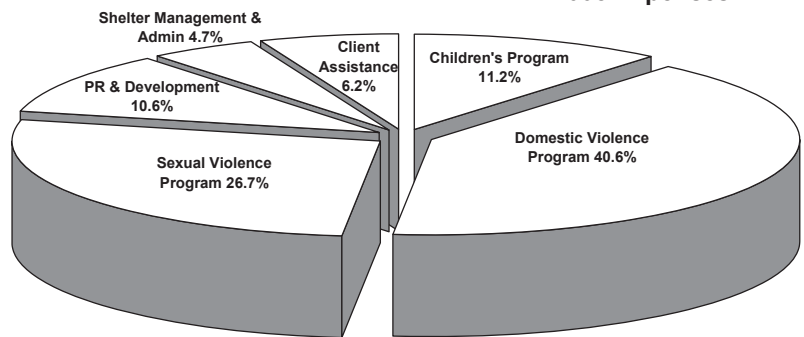 Shelter Management &
Admin 4.7%
Client
Assistance
6.2%
Children's Program
11.2%
PR & Development
10.6%
Domestic Violence
Program 40.6%
Sexual Violence
Program 26.7%